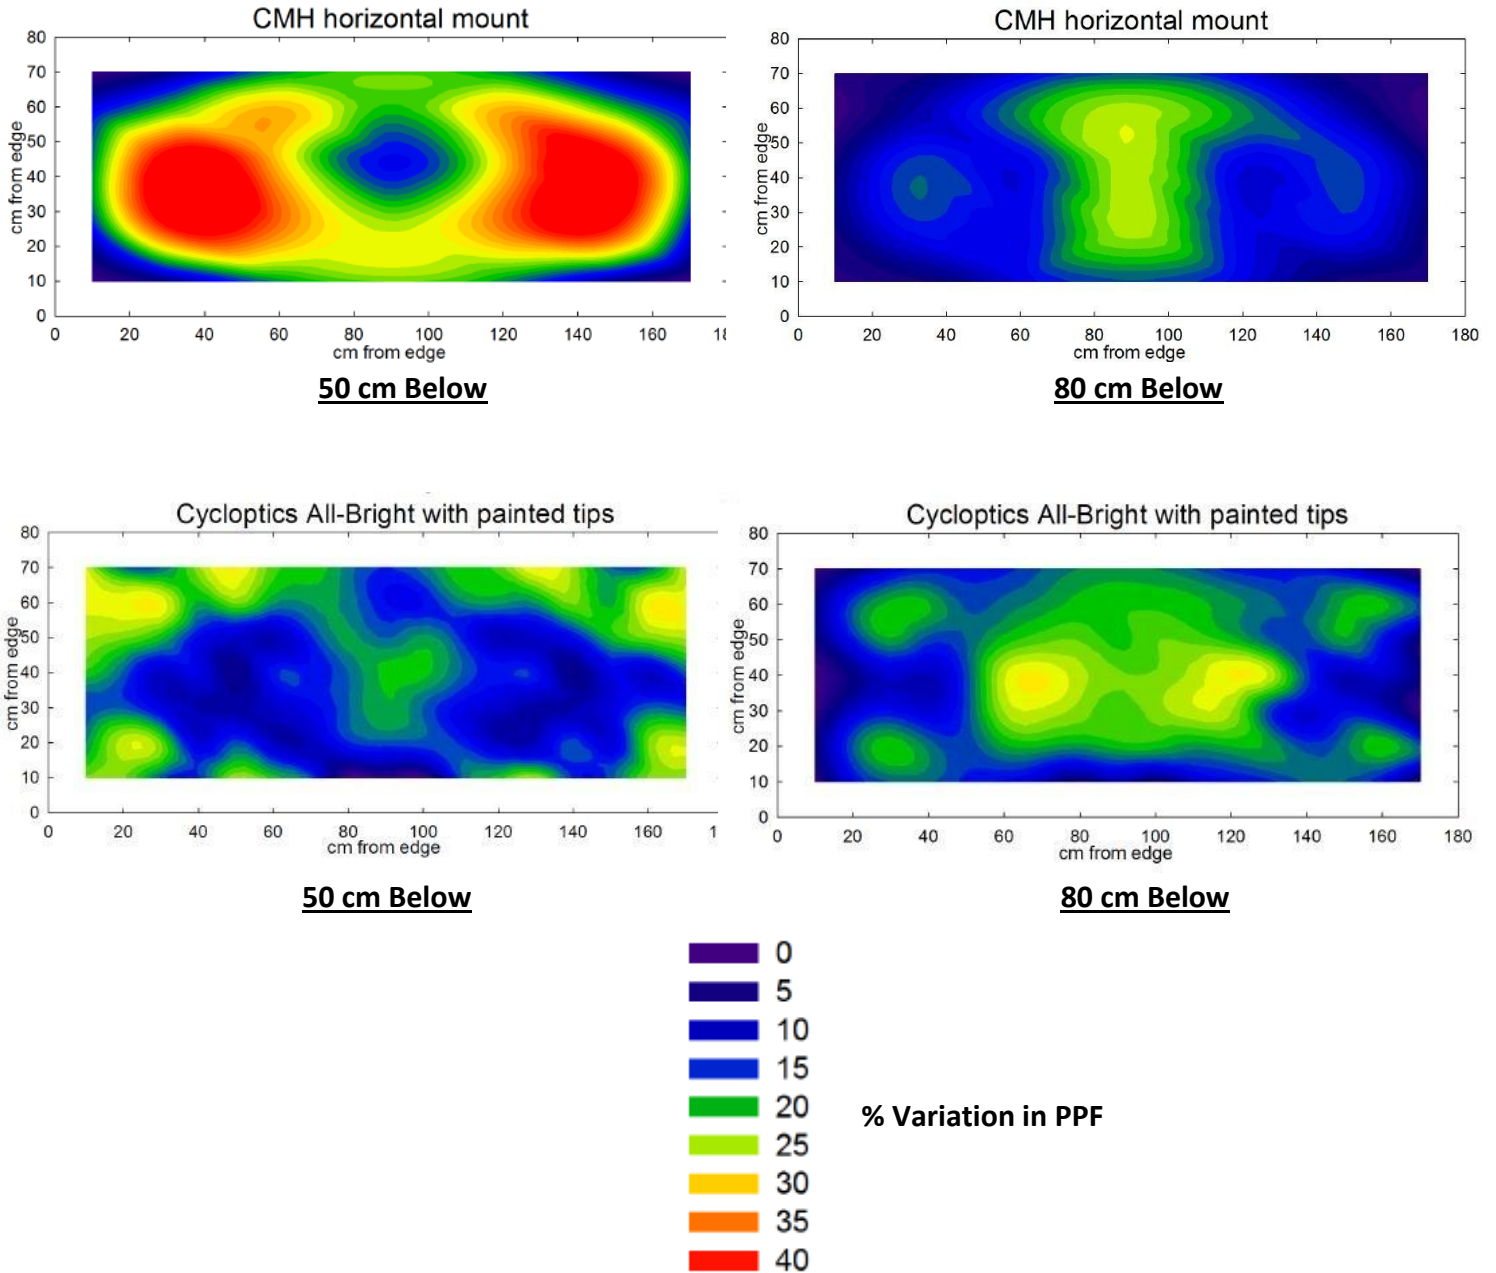 CMH horizontal mount
80
70
60
50
40
30
20
10
0
cm from edge
0 20 40 60 80 100 120 140 160 18
cm from edge
50 cm Below
CMH horizontal mount
80
70
60
50
40
30
20
10
0
cm from edge
0 20 40 60 80 100 120 140 160 180
cm from edge
80 cm Below
Cycloptics All-Bright with painted tips
80
70
60
50
40
30
20
10
0
cm from edge
0 20 40 60 80 100 120 140 160 1
cm from edge
50 cm Below
Cycloptics All-Bright with painted tips
80
70
60
50
40
30
20
10
0
cm from edge
0 20 40 60 80 100 120 140 160 180
cm from edge
80 cm Below
0
5
10
15
20
25
30
35
40
% Variation in PPF